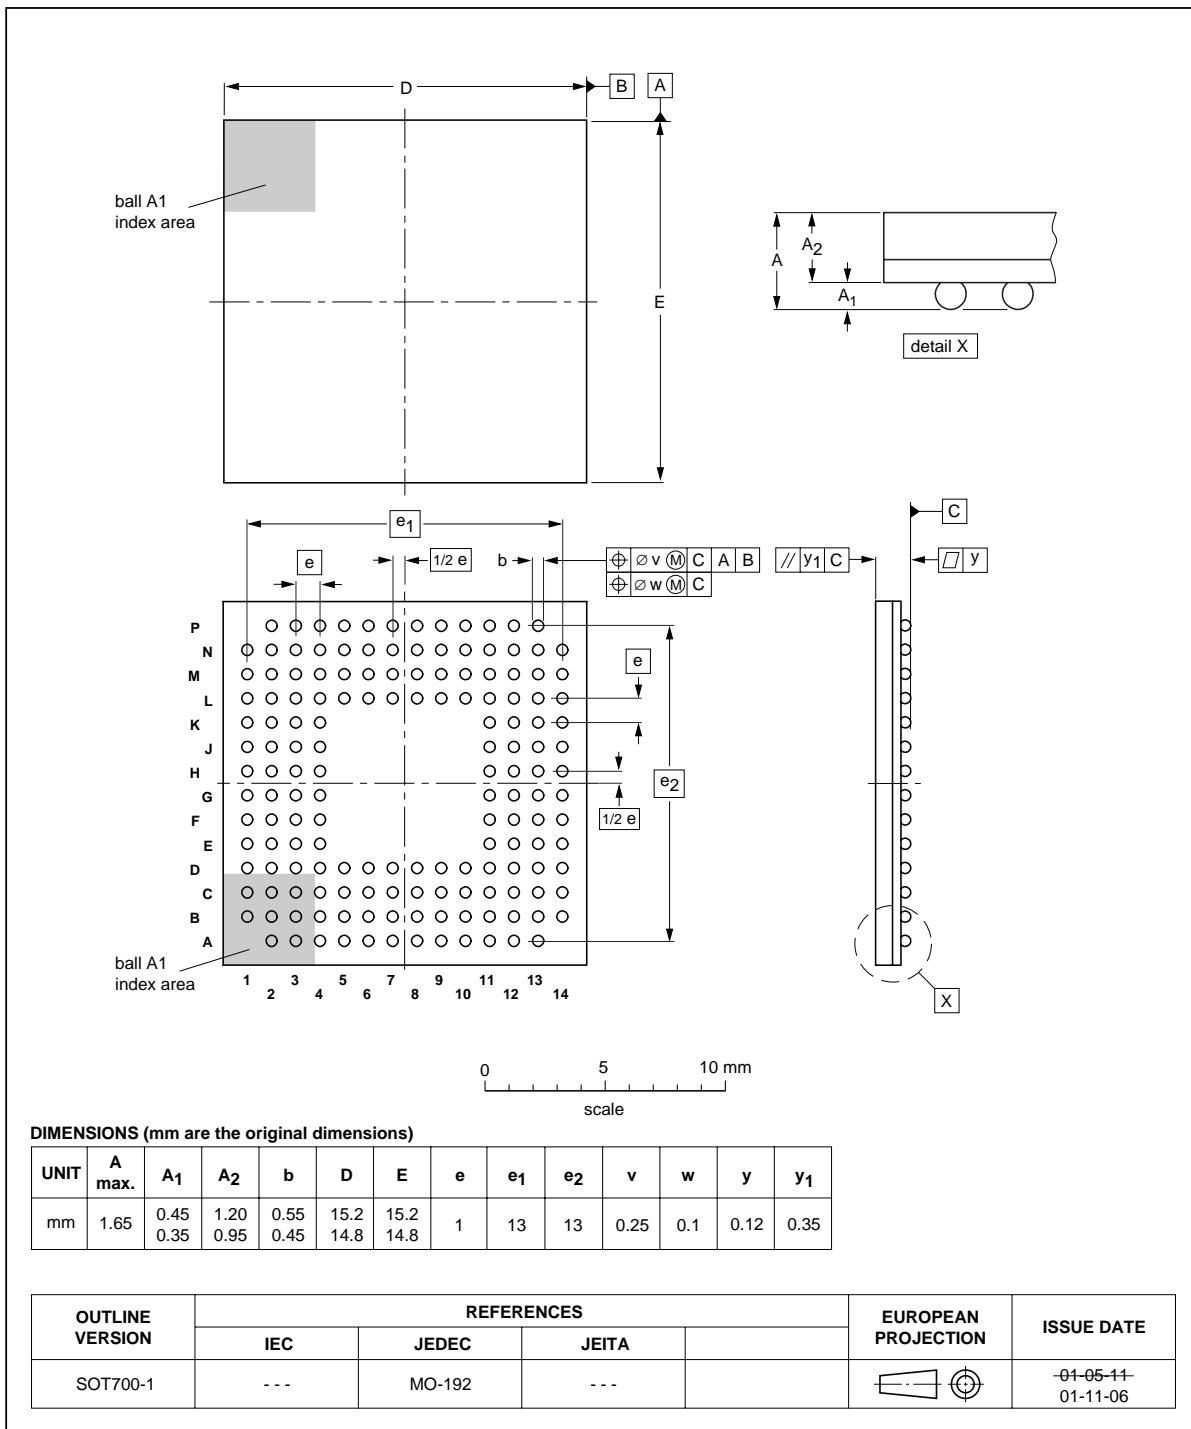 D
B
A
ball A1
index area
E
A
A2
A1
detail X
e1
e
1/2 e
b
⌀ v Ⓜ C A B
⌀ w Ⓜ C
// y1 C
C
y
P
N
M
L
K
J
H
G
F
E
D
C
B
A
e
e2
1/2 e
ball A1
index area
1 3 5 7 9 11 13
2 4 6 8 10 12 14
X
0 5 10 mm
scale
DIMENSIONS (mm are the original dimensions)
UNIT A max. A1 A2 b D E e e1 e2 v w y y1
mm 1.65 0.45 0.35 1.20 0.95 0.55 0.45 15.2 14.8 15.2 14.8 1 13 13 0.25 0.1 0.12 0.35
OUTLINE VERSION REFERENCES EUROPEAN PROJECTION ISSUE DATE
IEC JEDEC JEITA
SOT700-1 - - - MO-192 - - - 01-05-11
01-11-06